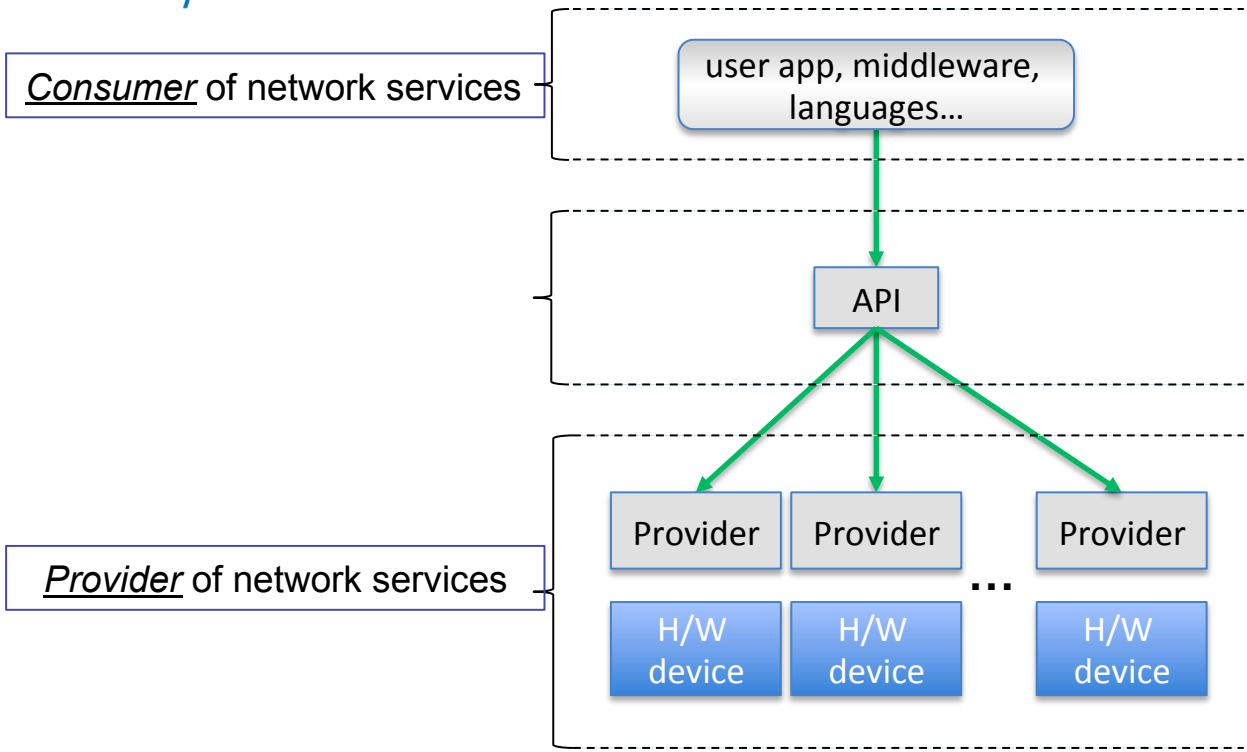 Consumer of network services
user app, middleware,
languages…
API
Provider Provider Provider
…
Provider of network services
H/W H/W H/W
device device device